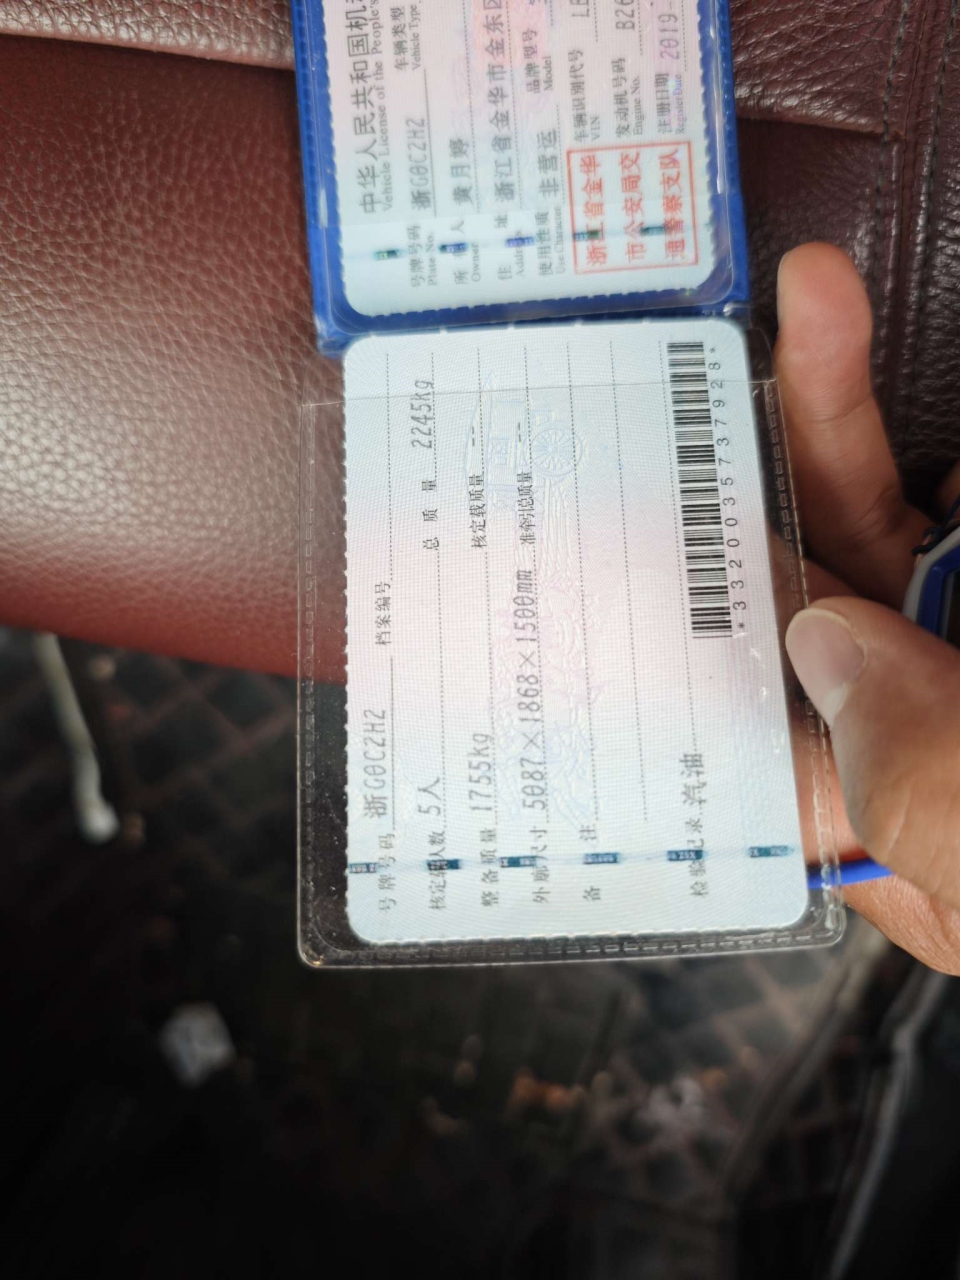 中华人民共和国机
Vehicle License of the People's
号牌号码 浙G0C2H2 车辆类型
Plate No. Vehicle Type
所 人 黄月婷
Owner
住 址 浙江省金华市金东区
Address
使用性质 非营运 品牌型号
Use Character Model
浙江省金华
市公安局交
通警察支队
车辆识别代号 LB
VIN
发动机号码 B26
Engine No.
注册日期 2019-
Register Date
号牌号码 浙G0C2H2 档案编号
核定载人数 5人 总 质 量 2245kg
整备质量 1755kg 核定载质量 --
外廓尺寸 5087×1868×1500mm 准牵引总质量 --
备 注
检验记录 汽油
*3320035737928*